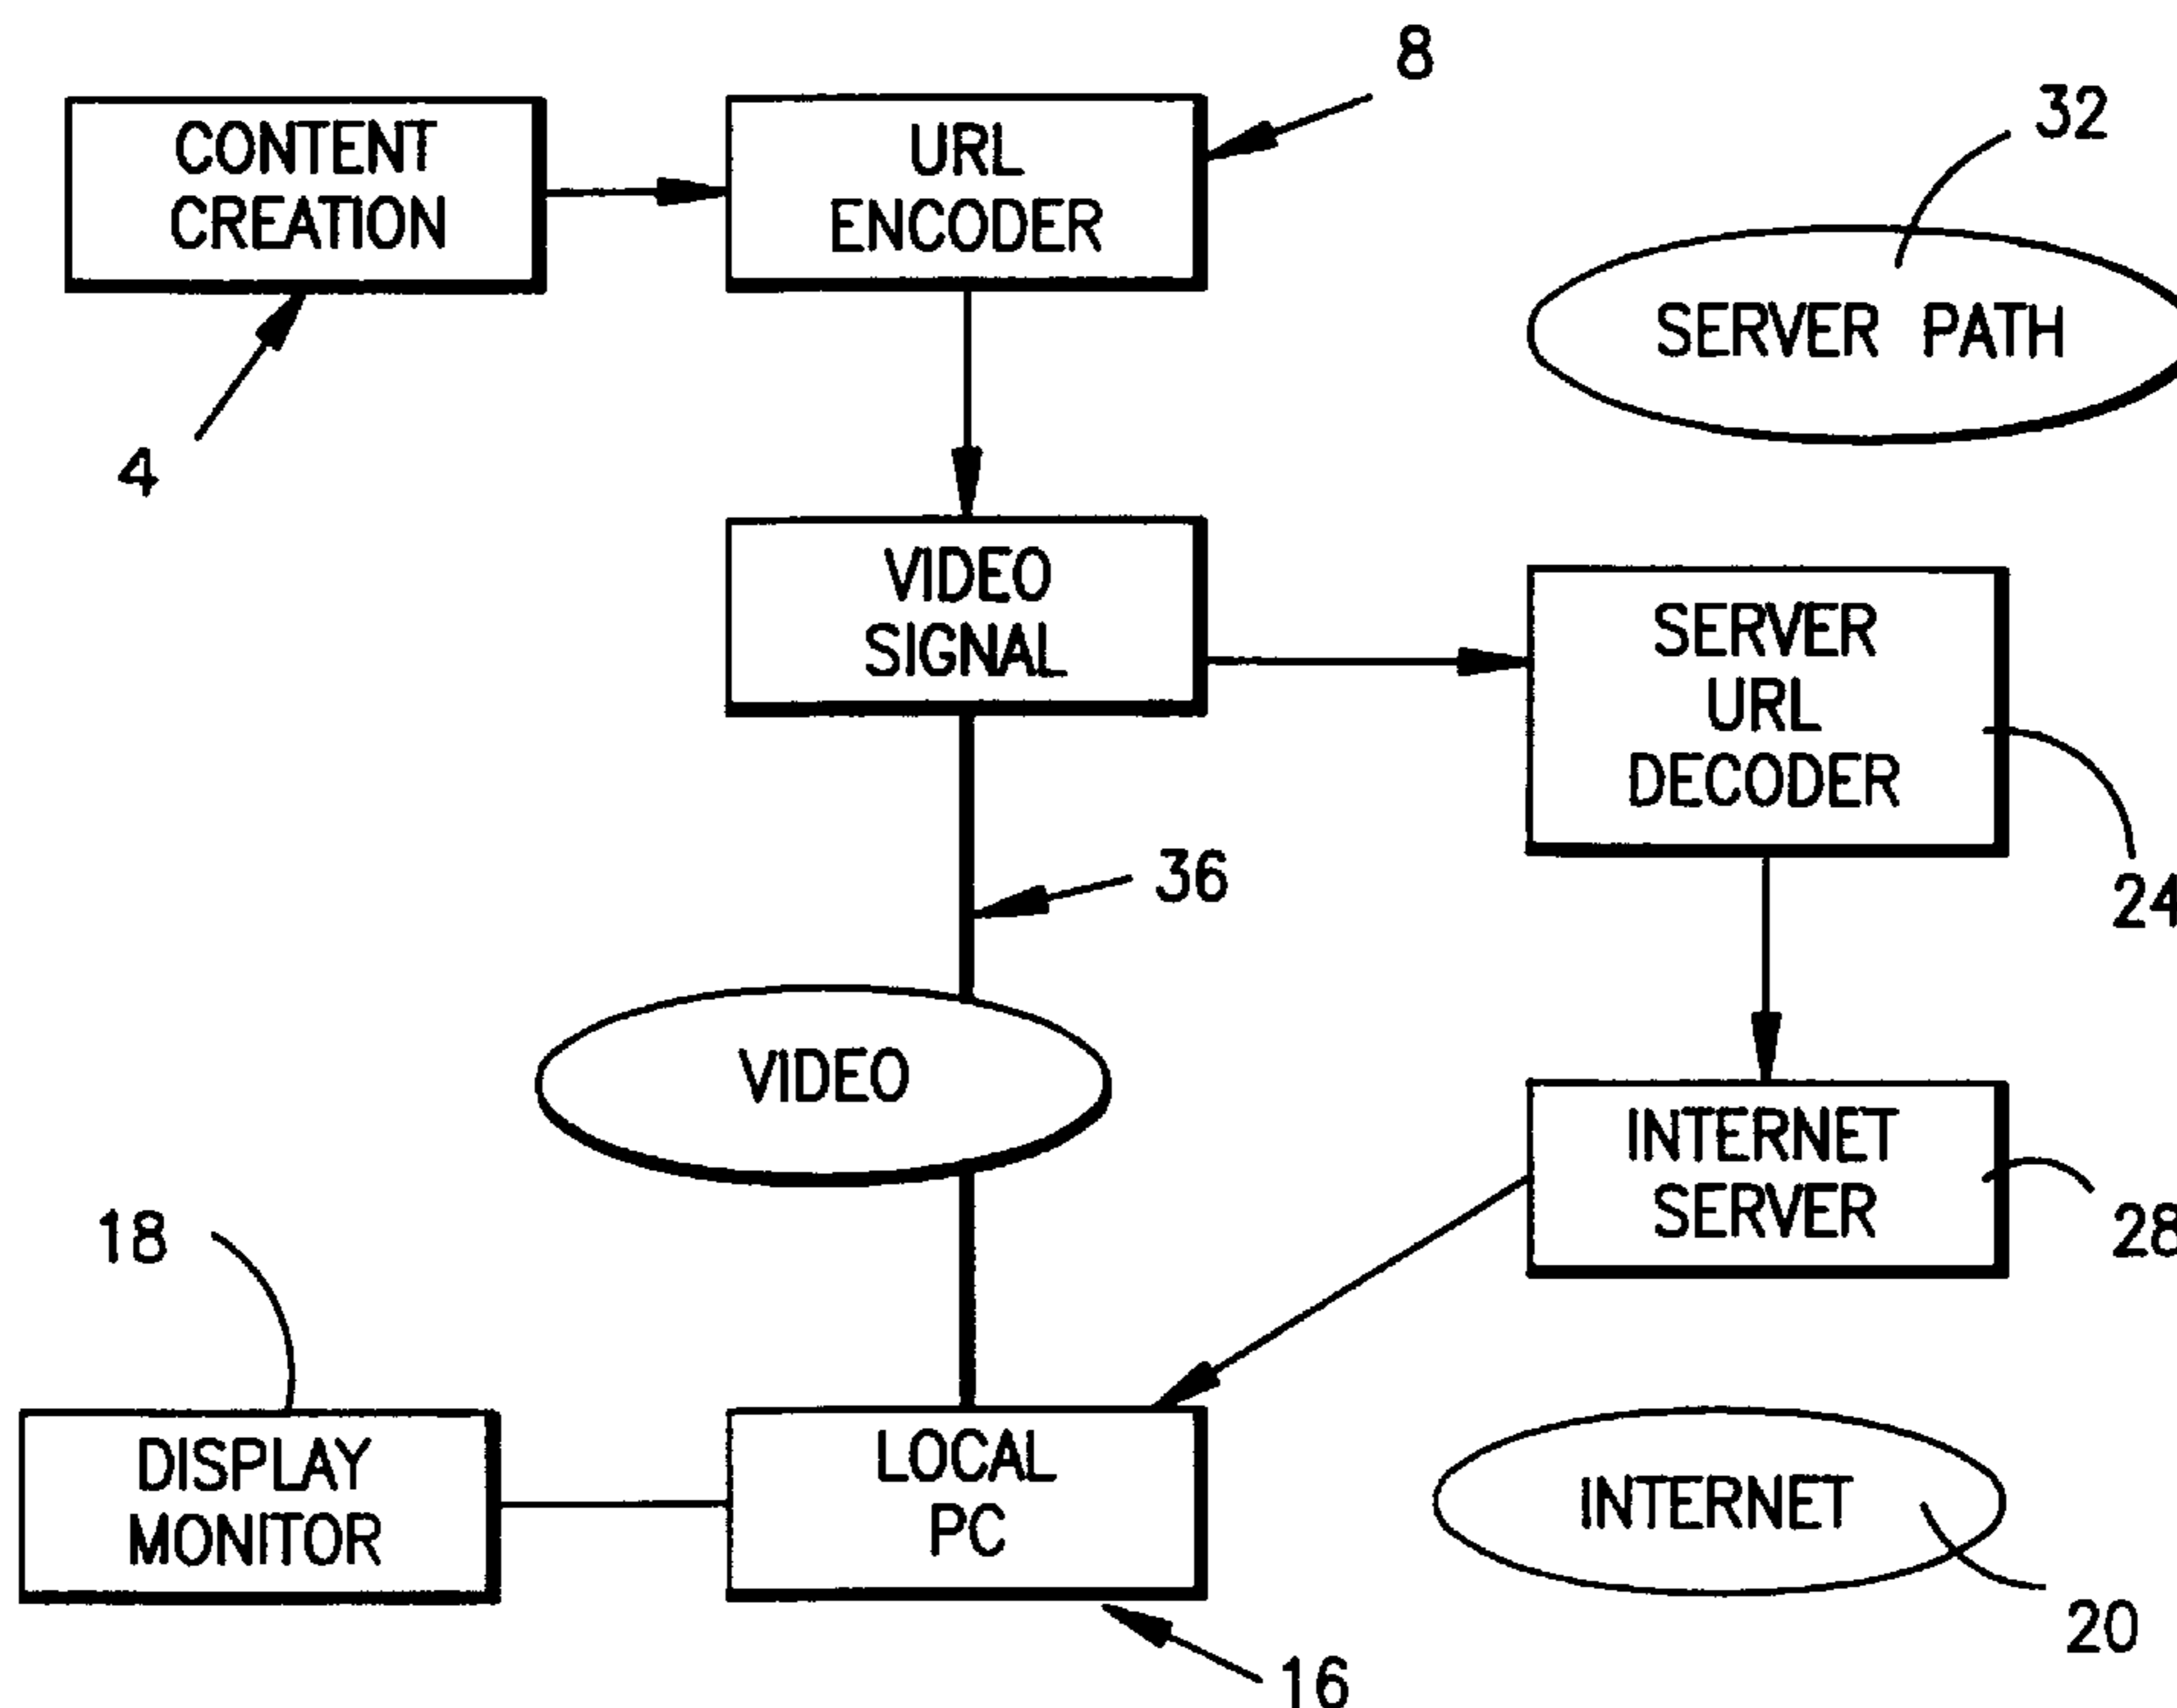 8
32
CONTENT
CREATION
URL
ENCODER
SERVER PATH
4
VIDEO
SIGNAL
SERVER
URL
DECODER
36
24
VIDEO
INTERNET
SERVER
18
28
DISPLAY
MONITOR
LOCAL
PC
INTERNET
20
16